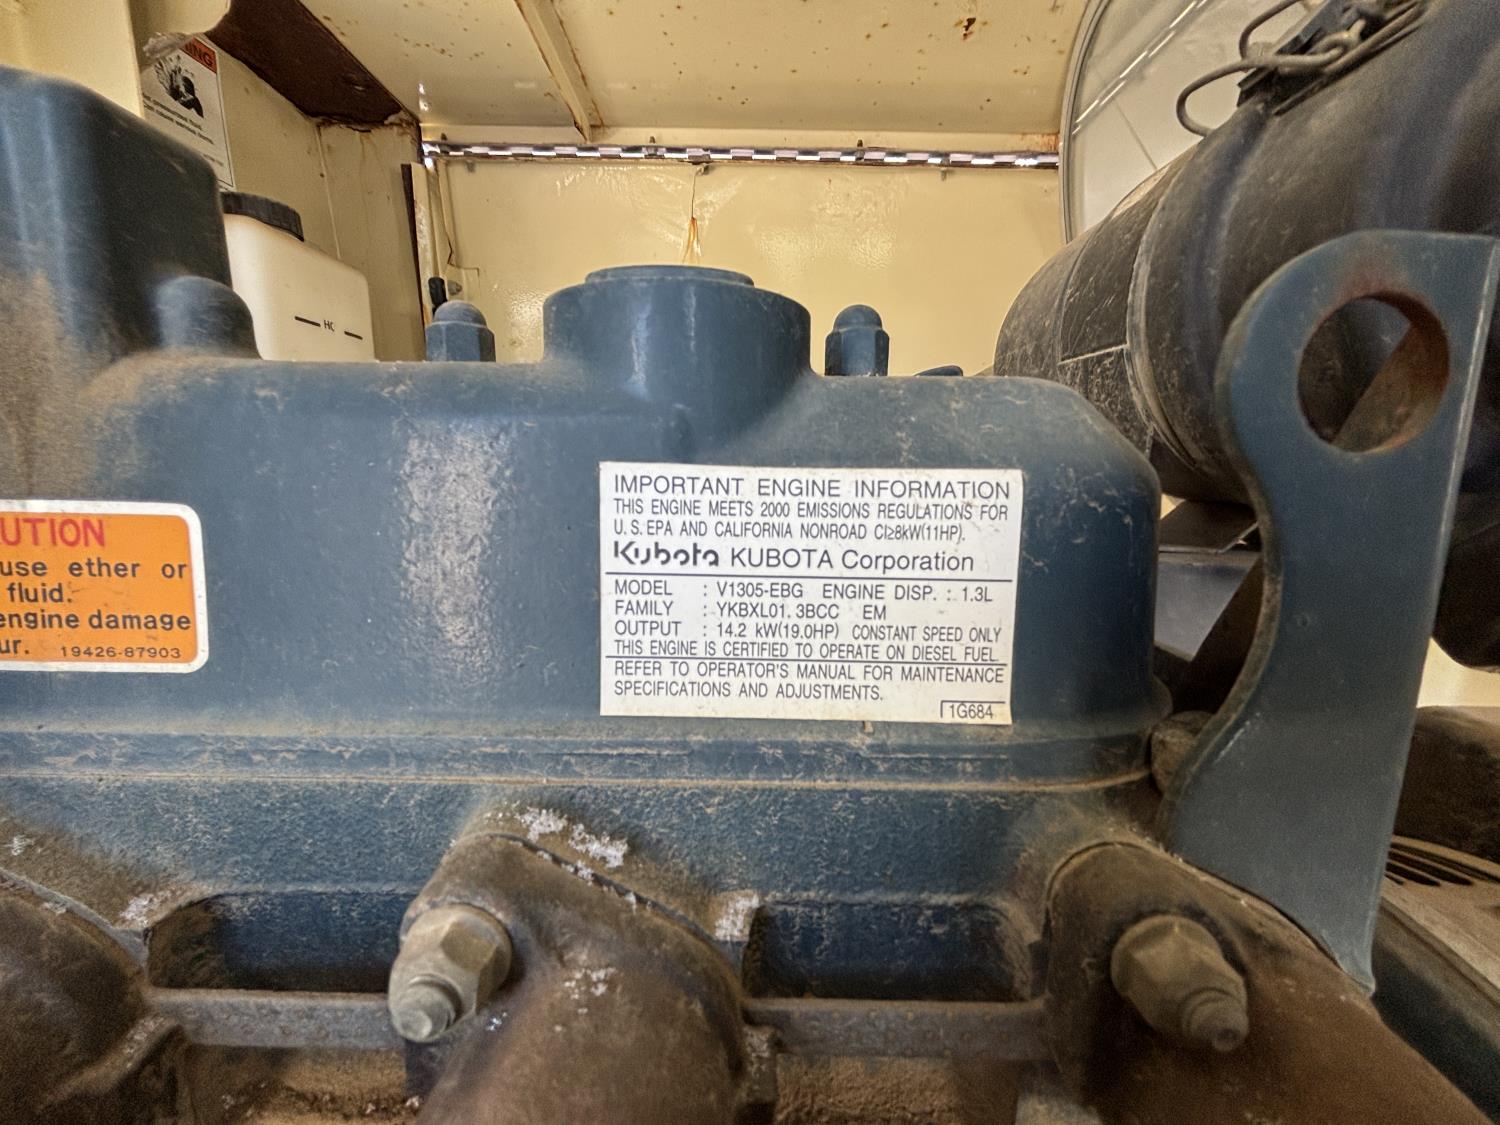 NING
HC
UTION
use ether or
fluid.
engine damage
ur. 19426-87903
IMPORTANT ENGINE INFORMATION
THIS ENGINE MEETS 2000 EMISSIONS REGULATIONS FOR
U.S. EPA AND CALIFORNIA NONROAD CI≥8kW(11HP).
Kubota KUBOTA Corporation
MODEL : V1305-EBG ENGINE DISP. : 1.3L
FAMILY : YKBXL01.3BCC EM
OUTPUT : 14.2 kW(19.0HP) CONSTANT SPEED ONLY
THIS ENGINE IS CERTIFIED TO OPERATE ON DIESEL FUEL.
REFER TO OPERATOR'S MANUAL FOR MAINTENANCE
SPECIFICATIONS AND ADJUSTMENTS.
1G684